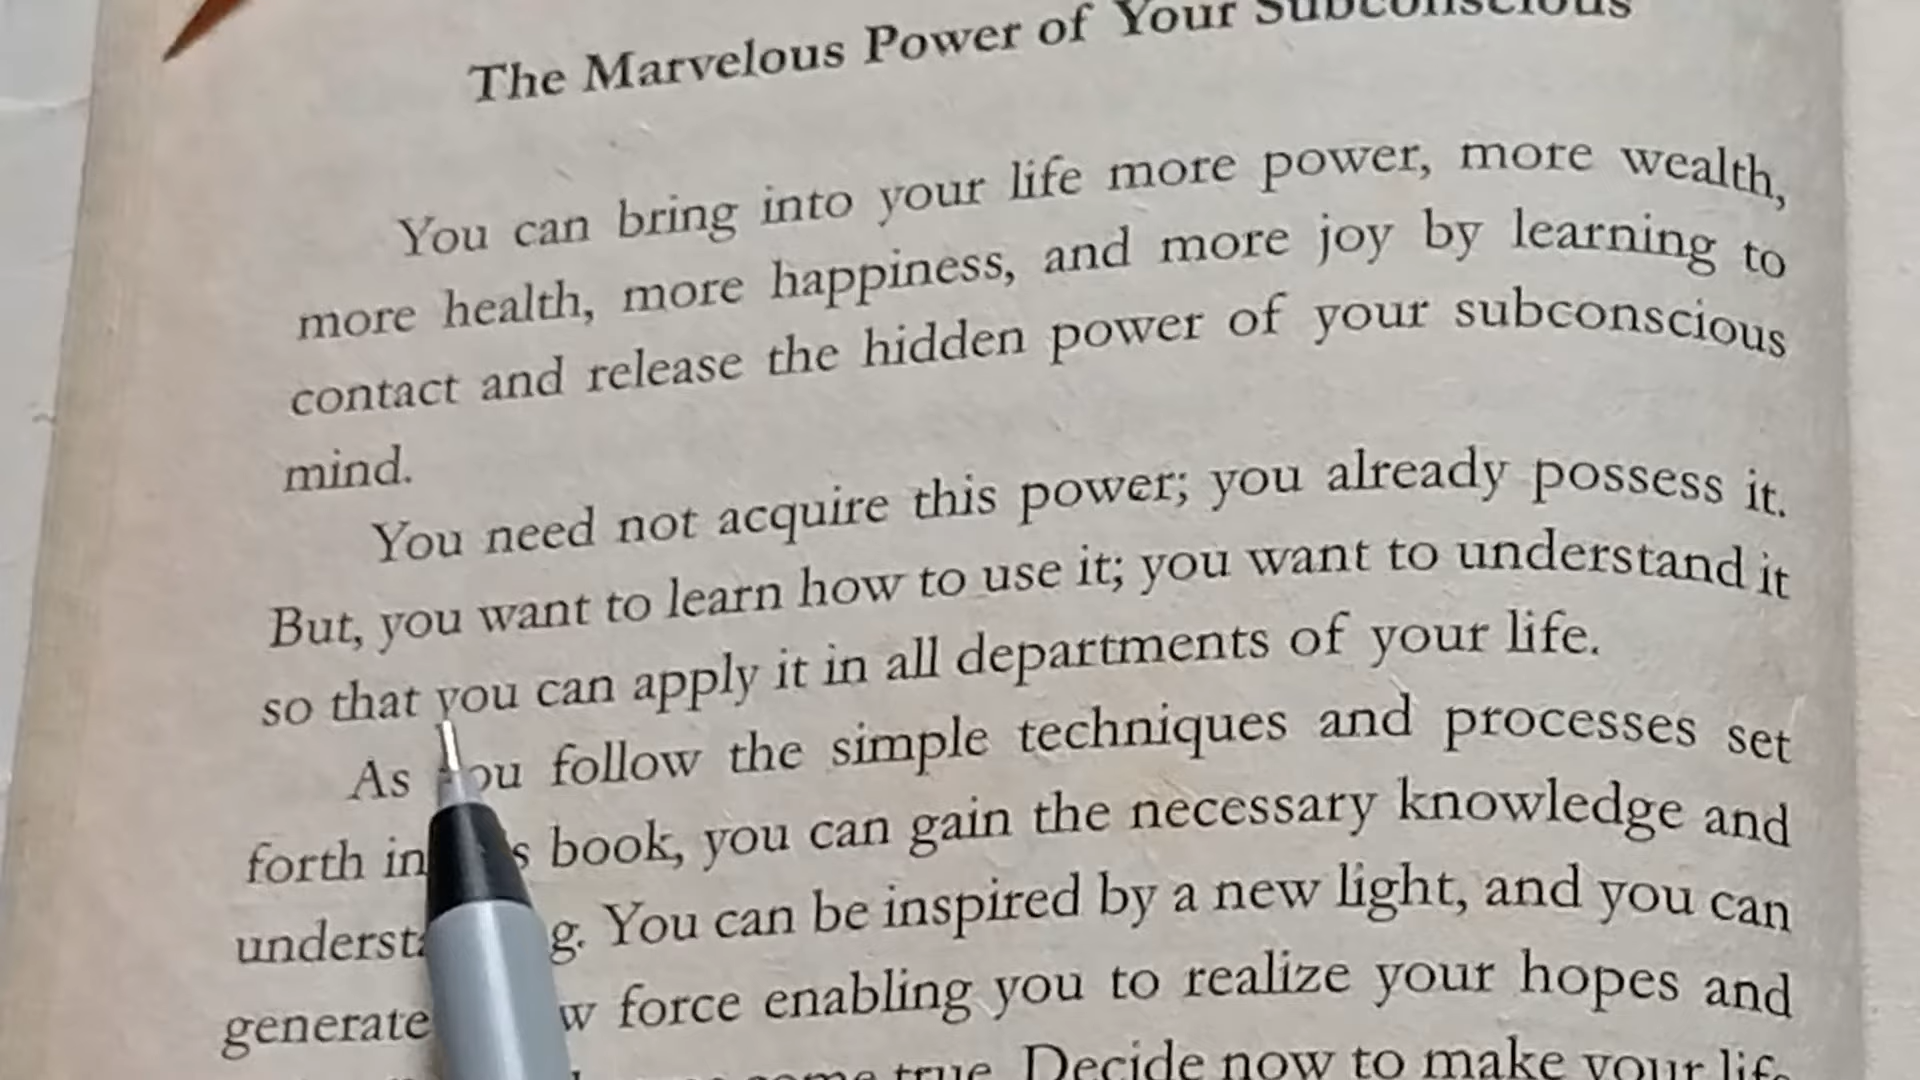 The Marvelous Power of Your Subconscious
You can bring into your life more power, more wealth,
more health, more happiness, and more joy by learning to
contact and release the hidden power of your subconscious
mind.
You need not acquire this power; you already possess it.
But, you want to learn how to use it; you want to understand it
so that you can apply it in all departments of your life.
As you follow the simple techniques and processes set
forth in book, you can gain the necessary knowledge and
You can be inspired by a new light, and you can
generate force enabling you to realize your hopes and
true. Decide now to make your life